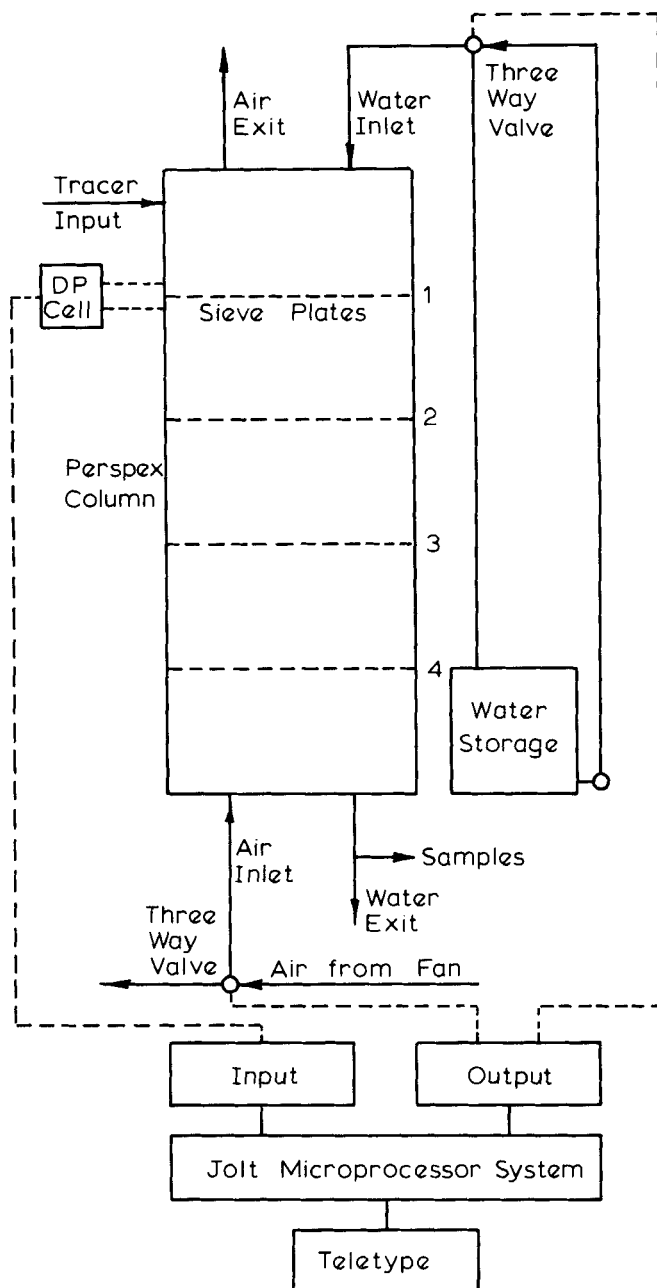 Air
Exit
Water
Inlet
Three
Way
Valve
Tracer
Input
DP
Cell
1
Sieve Plates
2
Perspex
Column
3
4
Water
Storage
Air
Inlet
Samples
Water
Exit
Three
Way
Valve
Air from Fan
Input
Output
Jolt Microprocessor System
Teletype